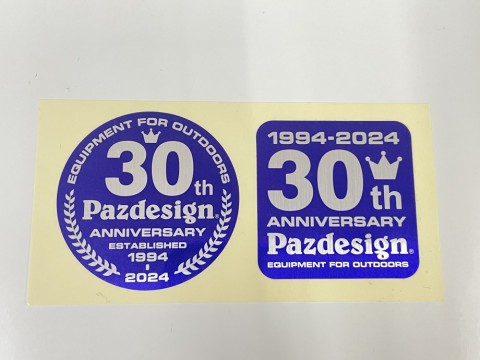 EQUIPMENT FOR OUTDOORS
30th
Pazdesign®
ANNIVERSARY
ESTABLISHED
1994
-
2024
1994-2024
30th
ANNIVERSARY
Pazdesign®
EQUIPMENT FOR OUTDOORS